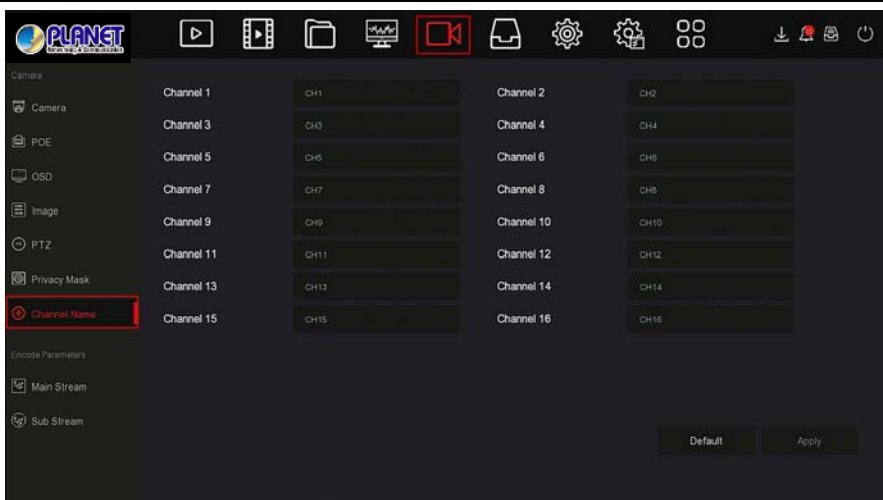 PLANET
Networking & Communication
Camera
Camera
POE
OSD
Image
PTZ
Privacy Mask
Channel Name
Encode Parameters
Main Stream
Sub Stream
Channel 1 CH1 Channel 2 CH2
Channel 3 CH3 Channel 4 CH4
Channel 5 CH5 Channel 6 CH6
Channel 7 CH7 Channel 8 CH8
Channel 9 CH9 Channel 10 CH10
Channel 11 CH11 Channel 12 CH12
Channel 13 CH13 Channel 14 CH14
Channel 15 CH15 Channel 16 CH16
Default Apply